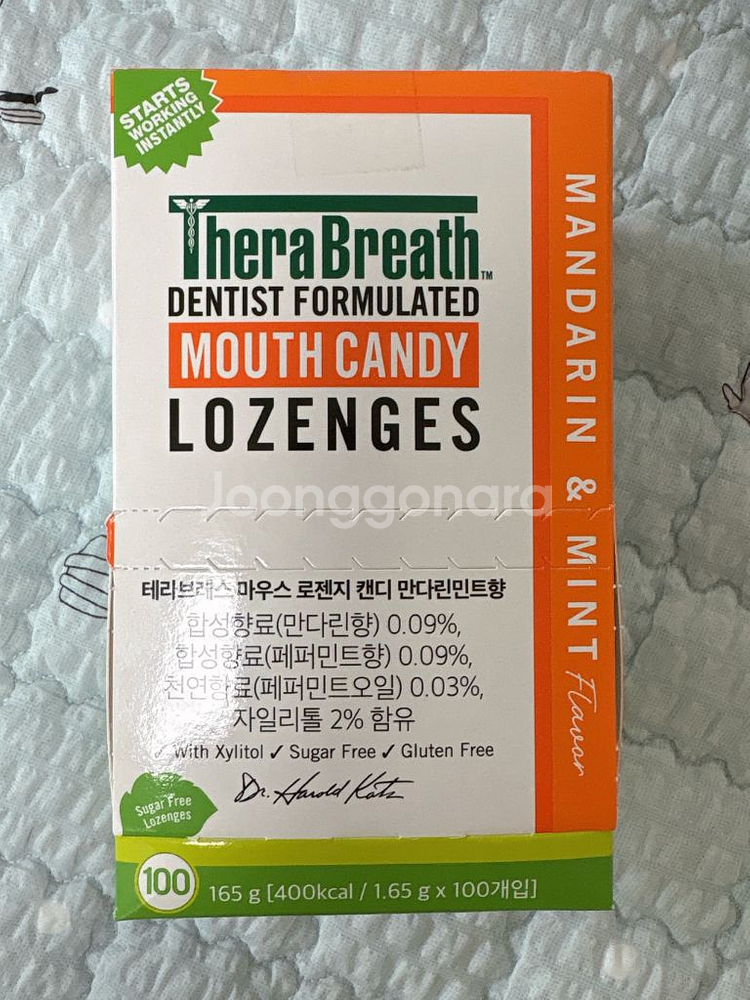 STARTS
WORKING
INSTANTLY
TheraBreath™
DENTIST FORMULATED
MOUTH CANDY
LOZENGES
MANDARIN & MINT Flavor
Joonggonara
테라브레스 마우스 로젠지 캔디 만다린민트향
합성향료(만다린향) 0.09%,
합성향료(페퍼민트향) 0.09%,
천연향료(페퍼민트오일) 0.03%,
자일리톨 2% 함유
✓ With Xylitol ✓ Sugar Free ✓ Gluten Free
Dr. Harold Katz
Sugar Free
Lozenges
100
165 g [400kcal / 1.65 g x 100개입]